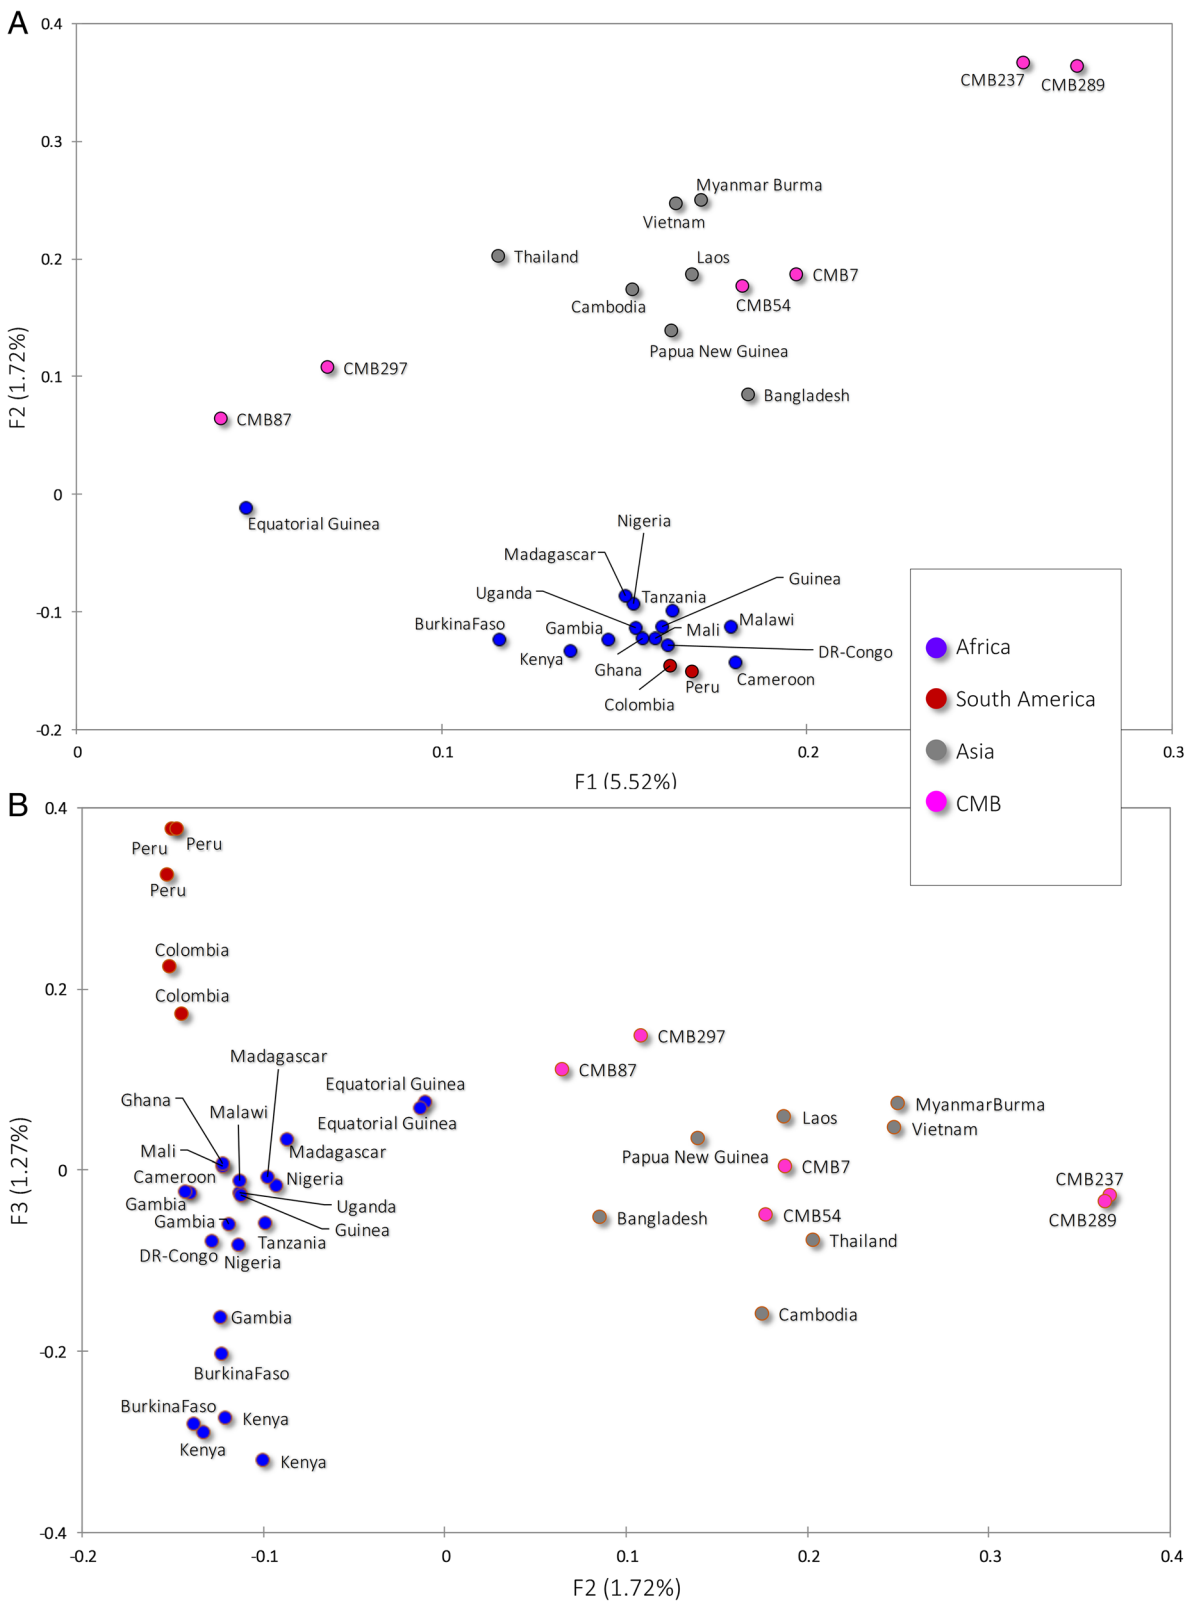 A
0.4
CMB237
CMB289
0.3
Myanmar Burma
Vietnam
0.2
Thailand
Laos
CMB7
Cambodia
CMB54
F2 (1.72%)
Papua New Guinea
CMB297
0.1
Bangladesh
CMB87
0
Equatorial Guinea
Nigeria
Madagascar
Guinea
Uganda
Tanzania
-0.1
BurkinaFaso
Gambia
Mali
Malawi
Kenya
Ghana
DR-Congo
Colombia
Peru
Cameroon
-0.2
0
0.1
0.2
0.3
F1 (5.52%)
Africa
South America
Asia
CMB
B
0.4
Peru
Peru
Peru
Colombia
0.2
Colombia
CMB297
Madagascar
CMB87
Equatorial Guinea
Ghana
Malawi
MyanmarBurma
Equatorial Guinea
Laos
Vietnam
Mali
Madagascar
Papua New Guinea
F3 (1.27%)
0
Cameroon
Nigeria
CMB7
CMB237
Gambia
Uganda
Gambia
Guinea
Bangladesh
CMB54
CMB289
DR-Congo
Tanzania
Nigeria
Thailand
Gambia
Cambodia
-0.2
BurkinaFaso
BurkinaFaso
Kenya
Kenya
Kenya
-0.4
-0.2
-0.1
0
0.1
0.2
0.3
0.4
F2 (1.72%)